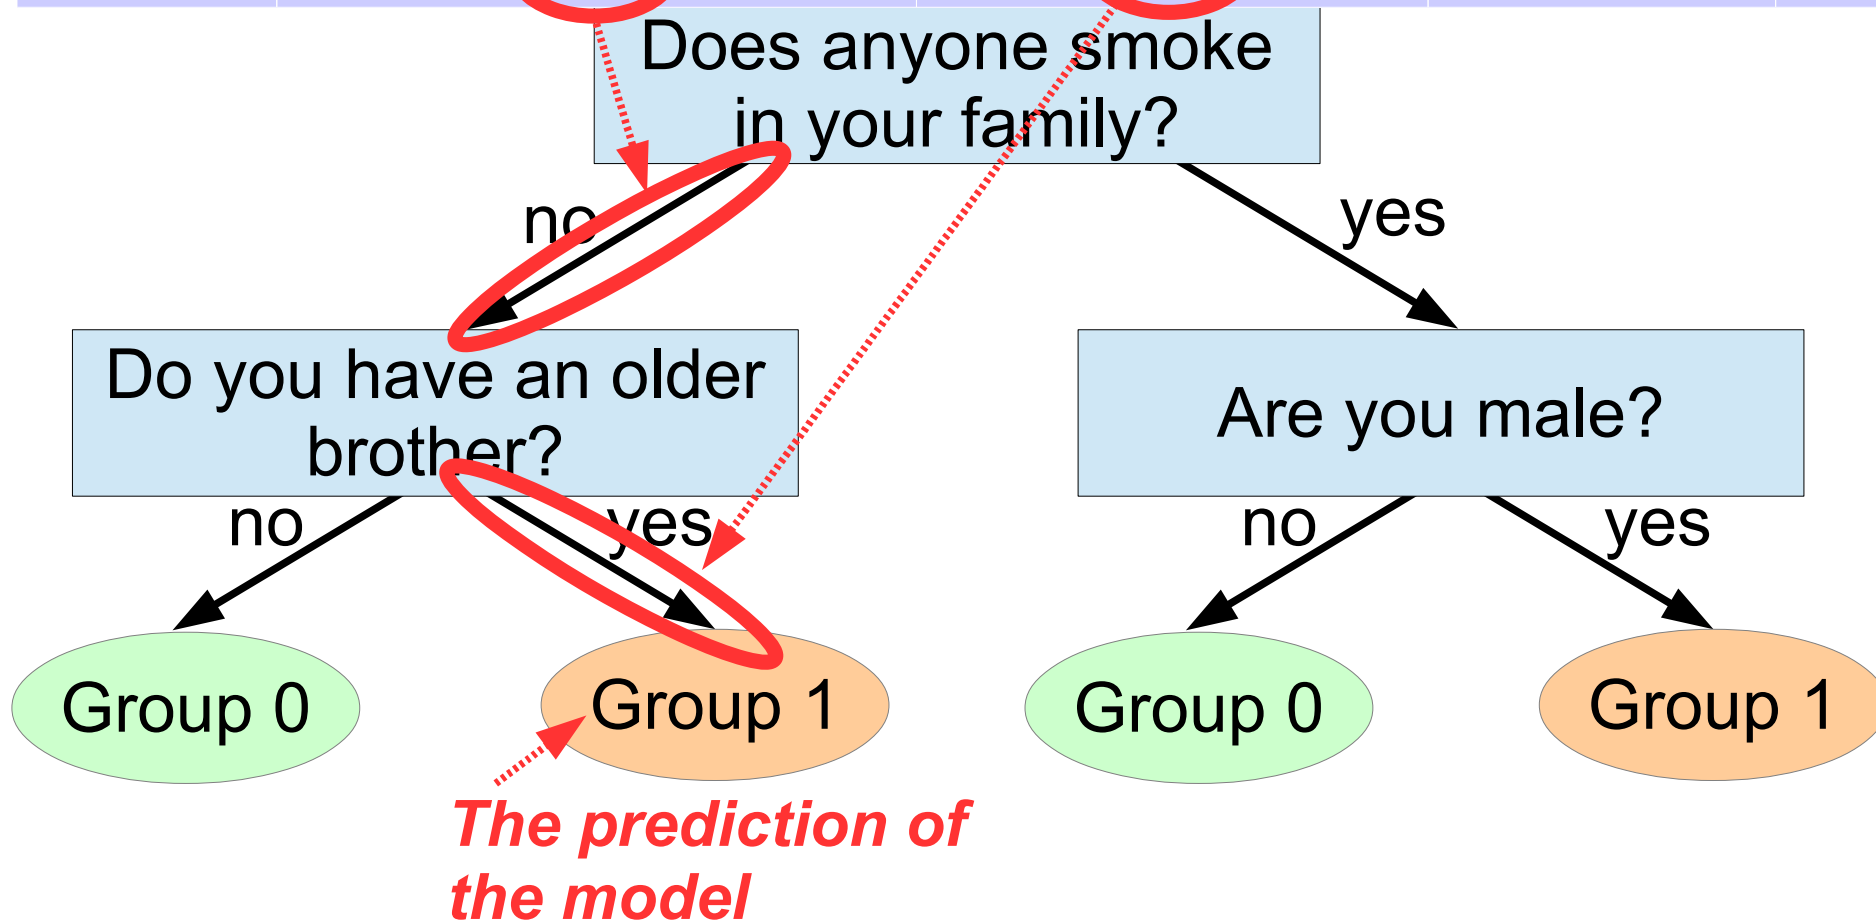 Does anyone smoke
in your family?
no
yes
Do you have an older
brother?
Are you male?
no
yes
no
yes
Group 0
Group 1
Group 0
Group 1
The prediction of
the model